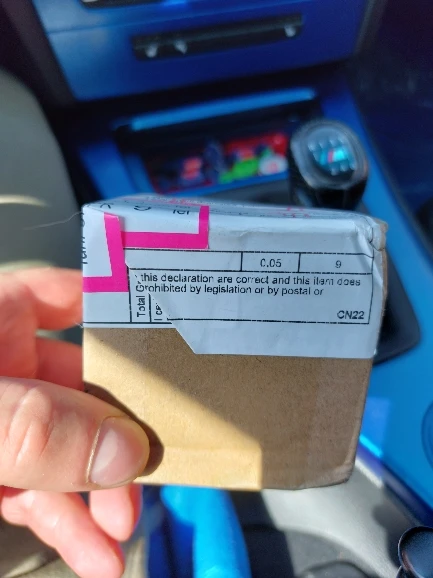 0.05 9
this declaration are correct and this item does
prohibited by legislation or by postal or
Total
I ce
CN22